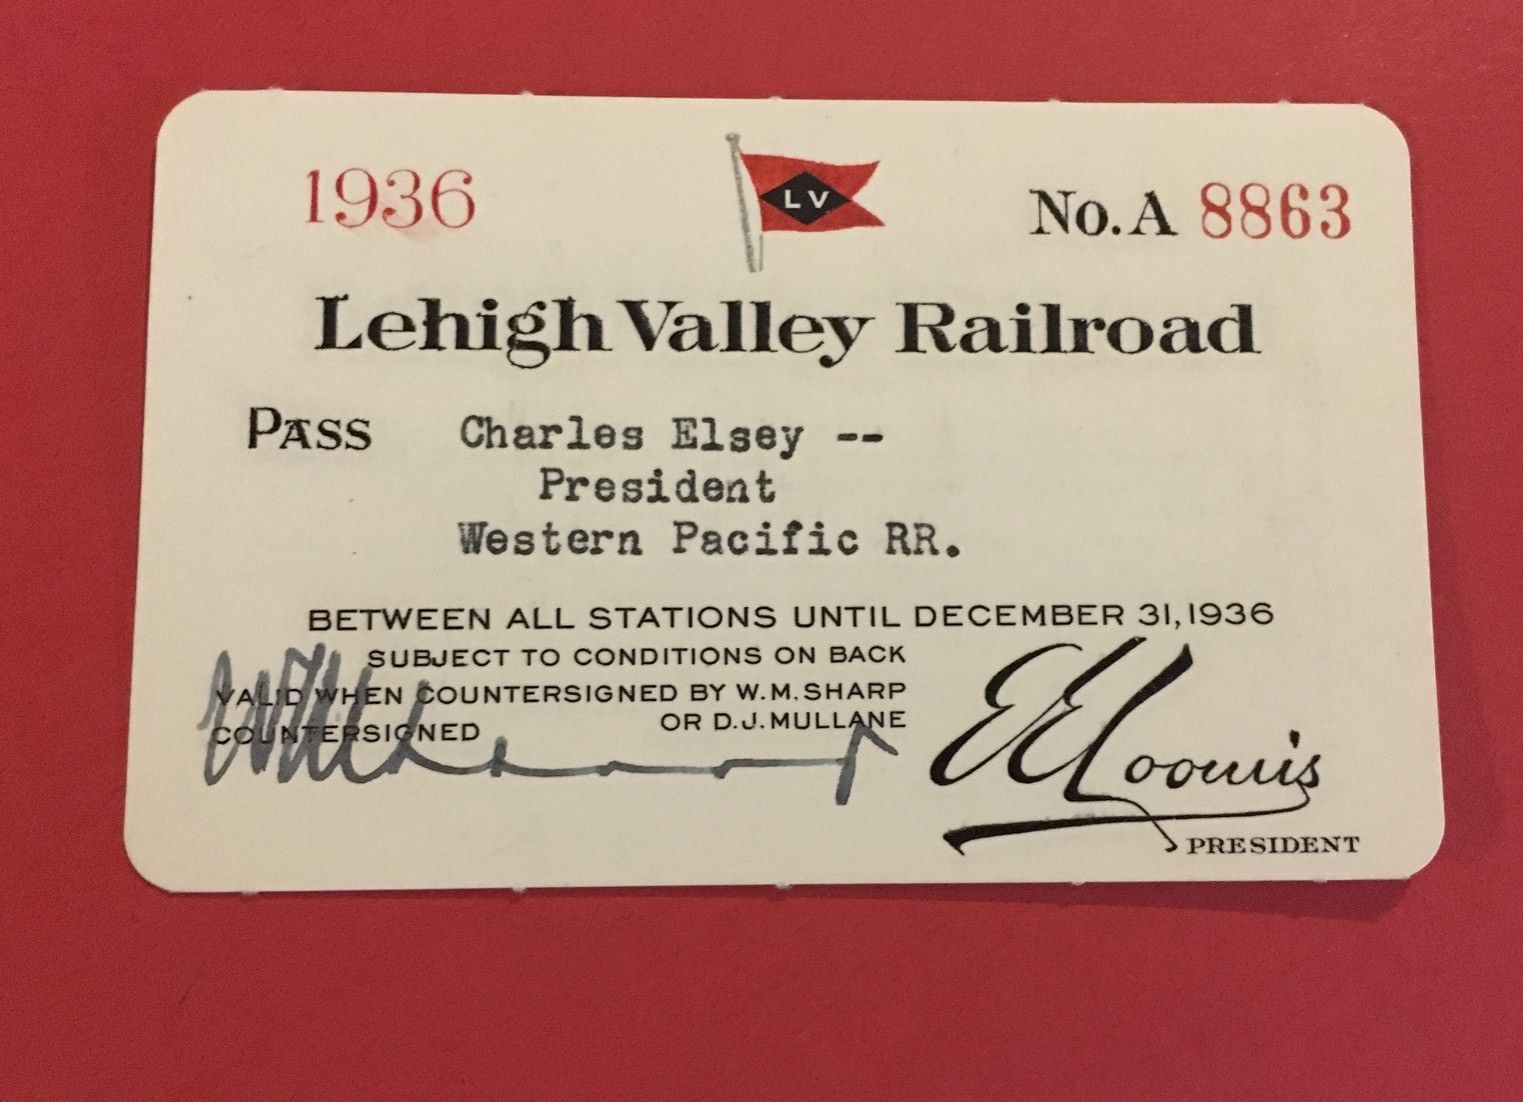 1936
LV
No. A 8863
Lehigh Valley Railroad
PASS Charles Elsey --
President
Western Pacific RR.
BETWEEN ALL STATIONS UNTIL DECEMBER 31, 1936
SUBJECT TO CONDITIONS ON BACK
VALID WHEN COUNTERSIGNED BY W. M. SHARP
COUNTERSIGNED OR D. J. MULLANE
E E Loomis
PRESIDENT